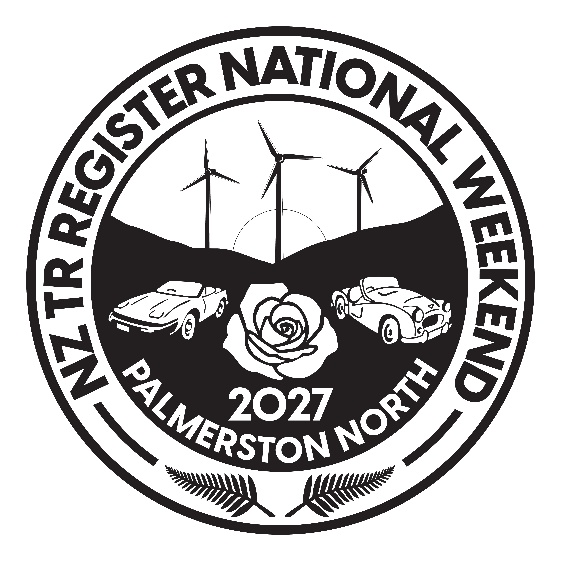 NZ TR REGISTER NATIONAL WEEKEND
2027
PALMERSTON NORTH